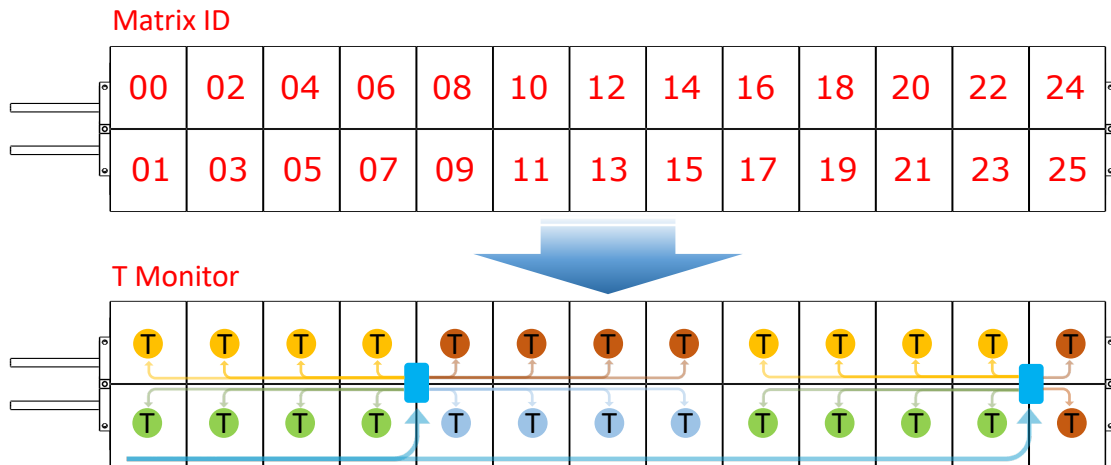 Matrix ID
00 02 04 06 08 10 12 14 16 18 20 22 24
01 03 05 07 09 11 13 15 17 19 21 23 25
T Monitor
T T T T T T T T T T T T T
T T T T T T T T T T T T T